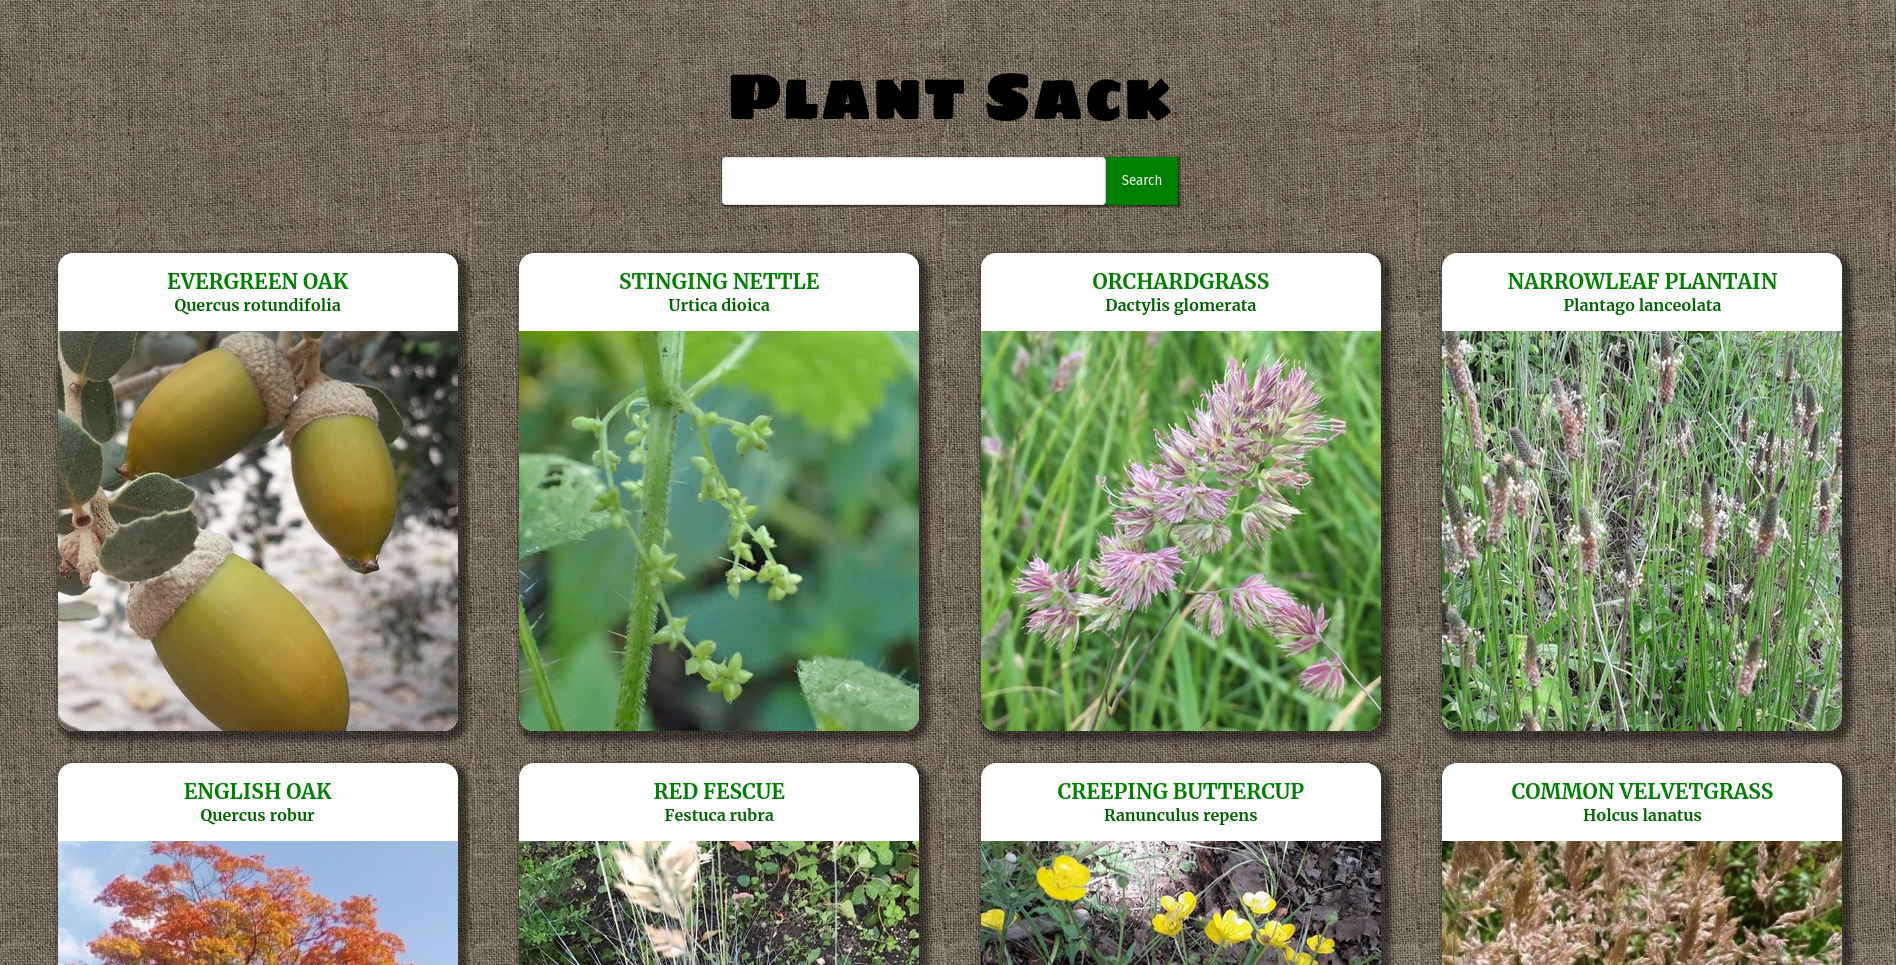 Plant Sack
Search
EVERGREEN OAK
Quercus rotundifolia
STINGING NETTLE
Urtica dioica
ORCHARDGRASS
Dactylis glomerata
NARROWLEAF PLANTAIN
Plantago lanceolata
ENGLISH OAK
Quercus robur
RED FESCUE
Festuca rubra
CREEPING BUTTERCUP
Ranunculus repens
COMMON VELVETGRASS
Holcus lanatus